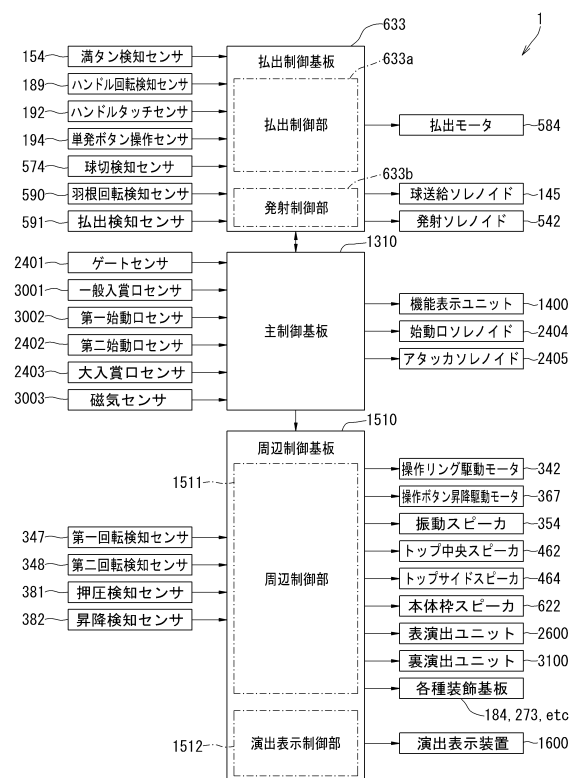 633
1
154 満タン検知センサ
払出制御基板
633a
189 ハンドル回転検知センサ
192 ハンドルタッチセンサ
払出制御部
払出モータ 584
194 単発ボタン操作センサ
574 球切検知センサ
633b
590 羽根回転検知センサ
球送給ソレノイド 145
591 払出検知センサ
発射制御部
発射ソレノイド 542
1310
2401 ゲートセンサ
3001 一般入賞口センサ
機能表示ユニット 1400
3002 第一始動口センサ
主制御基板
始動口ソレノイド 2404
2402 第二始動口センサ
アタッカソレノイド 2405
2403 大入賞口センサ
3003 磁気センサ
1510
周辺制御基板
操作リング駆動モータ 342
1511
操作ボタン昇降駆動モータ 367
振動スピーカ 354
347 第一回転検知センサ
トップ中央スピーカ 462
348 第二回転検知センサ
周辺制御部
トップサイドスピーカ 464
381 押圧検知センサ
本体枠スピーカ 622
382 昇降検知センサ
表演出ユニット 2600
裏演出ユニット 3100
各種装飾基板
184, 273, etc
1512
演出表示制御部
演出表示装置 1600